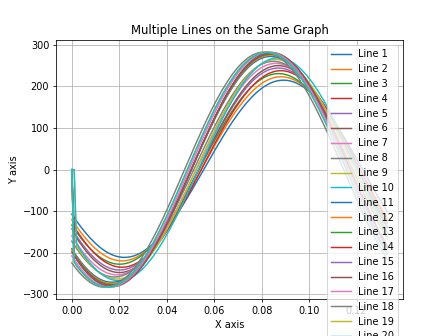 Multiple Lines on the Same Graph
300
200
100
0
−100
−200
−300
Y axis
0.00
0.02
0.04
0.06
0.08
0.10
X axis
Line 1
Line 2
Line 3
Line 4
Line 5
Line 6
Line 7
Line 8
Line 9
Line 10
Line 11
Line 12
Line 13
Line 14
Line 15
Line 16
Line 17
Line 18
Line 19
Line 20